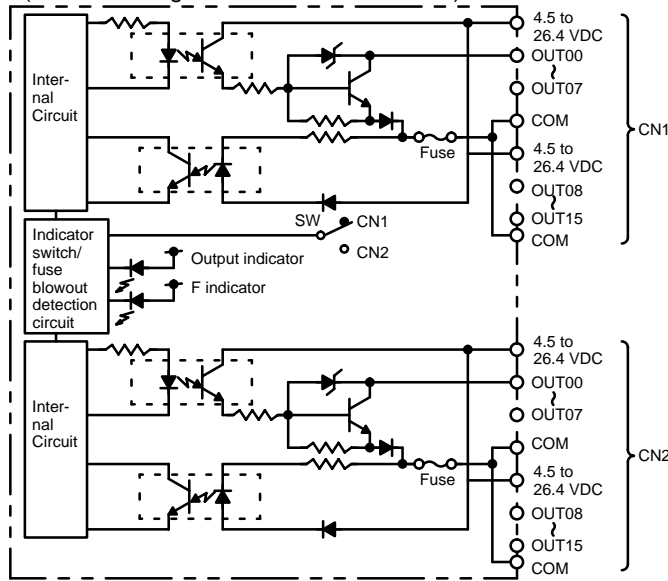 4.5 to
26.4 VDC
OUT00
~
OUT07
COM
4.5 to
26.4 VDC
OUT08
~
OUT15
COM
CN1
Inter-
nal
Circuit
Fuse
SW
CN1
CN2
Indicator
switch/
fuse
blowout
detection
circuit
Output indicator
F indicator
Inter-
nal
Circuit
Fuse
4.5 to
26.4 VDC
OUT00
~
OUT07
COM
4.5 to
26.4 VDC
OUT08
~
OUT15
COM
CN2